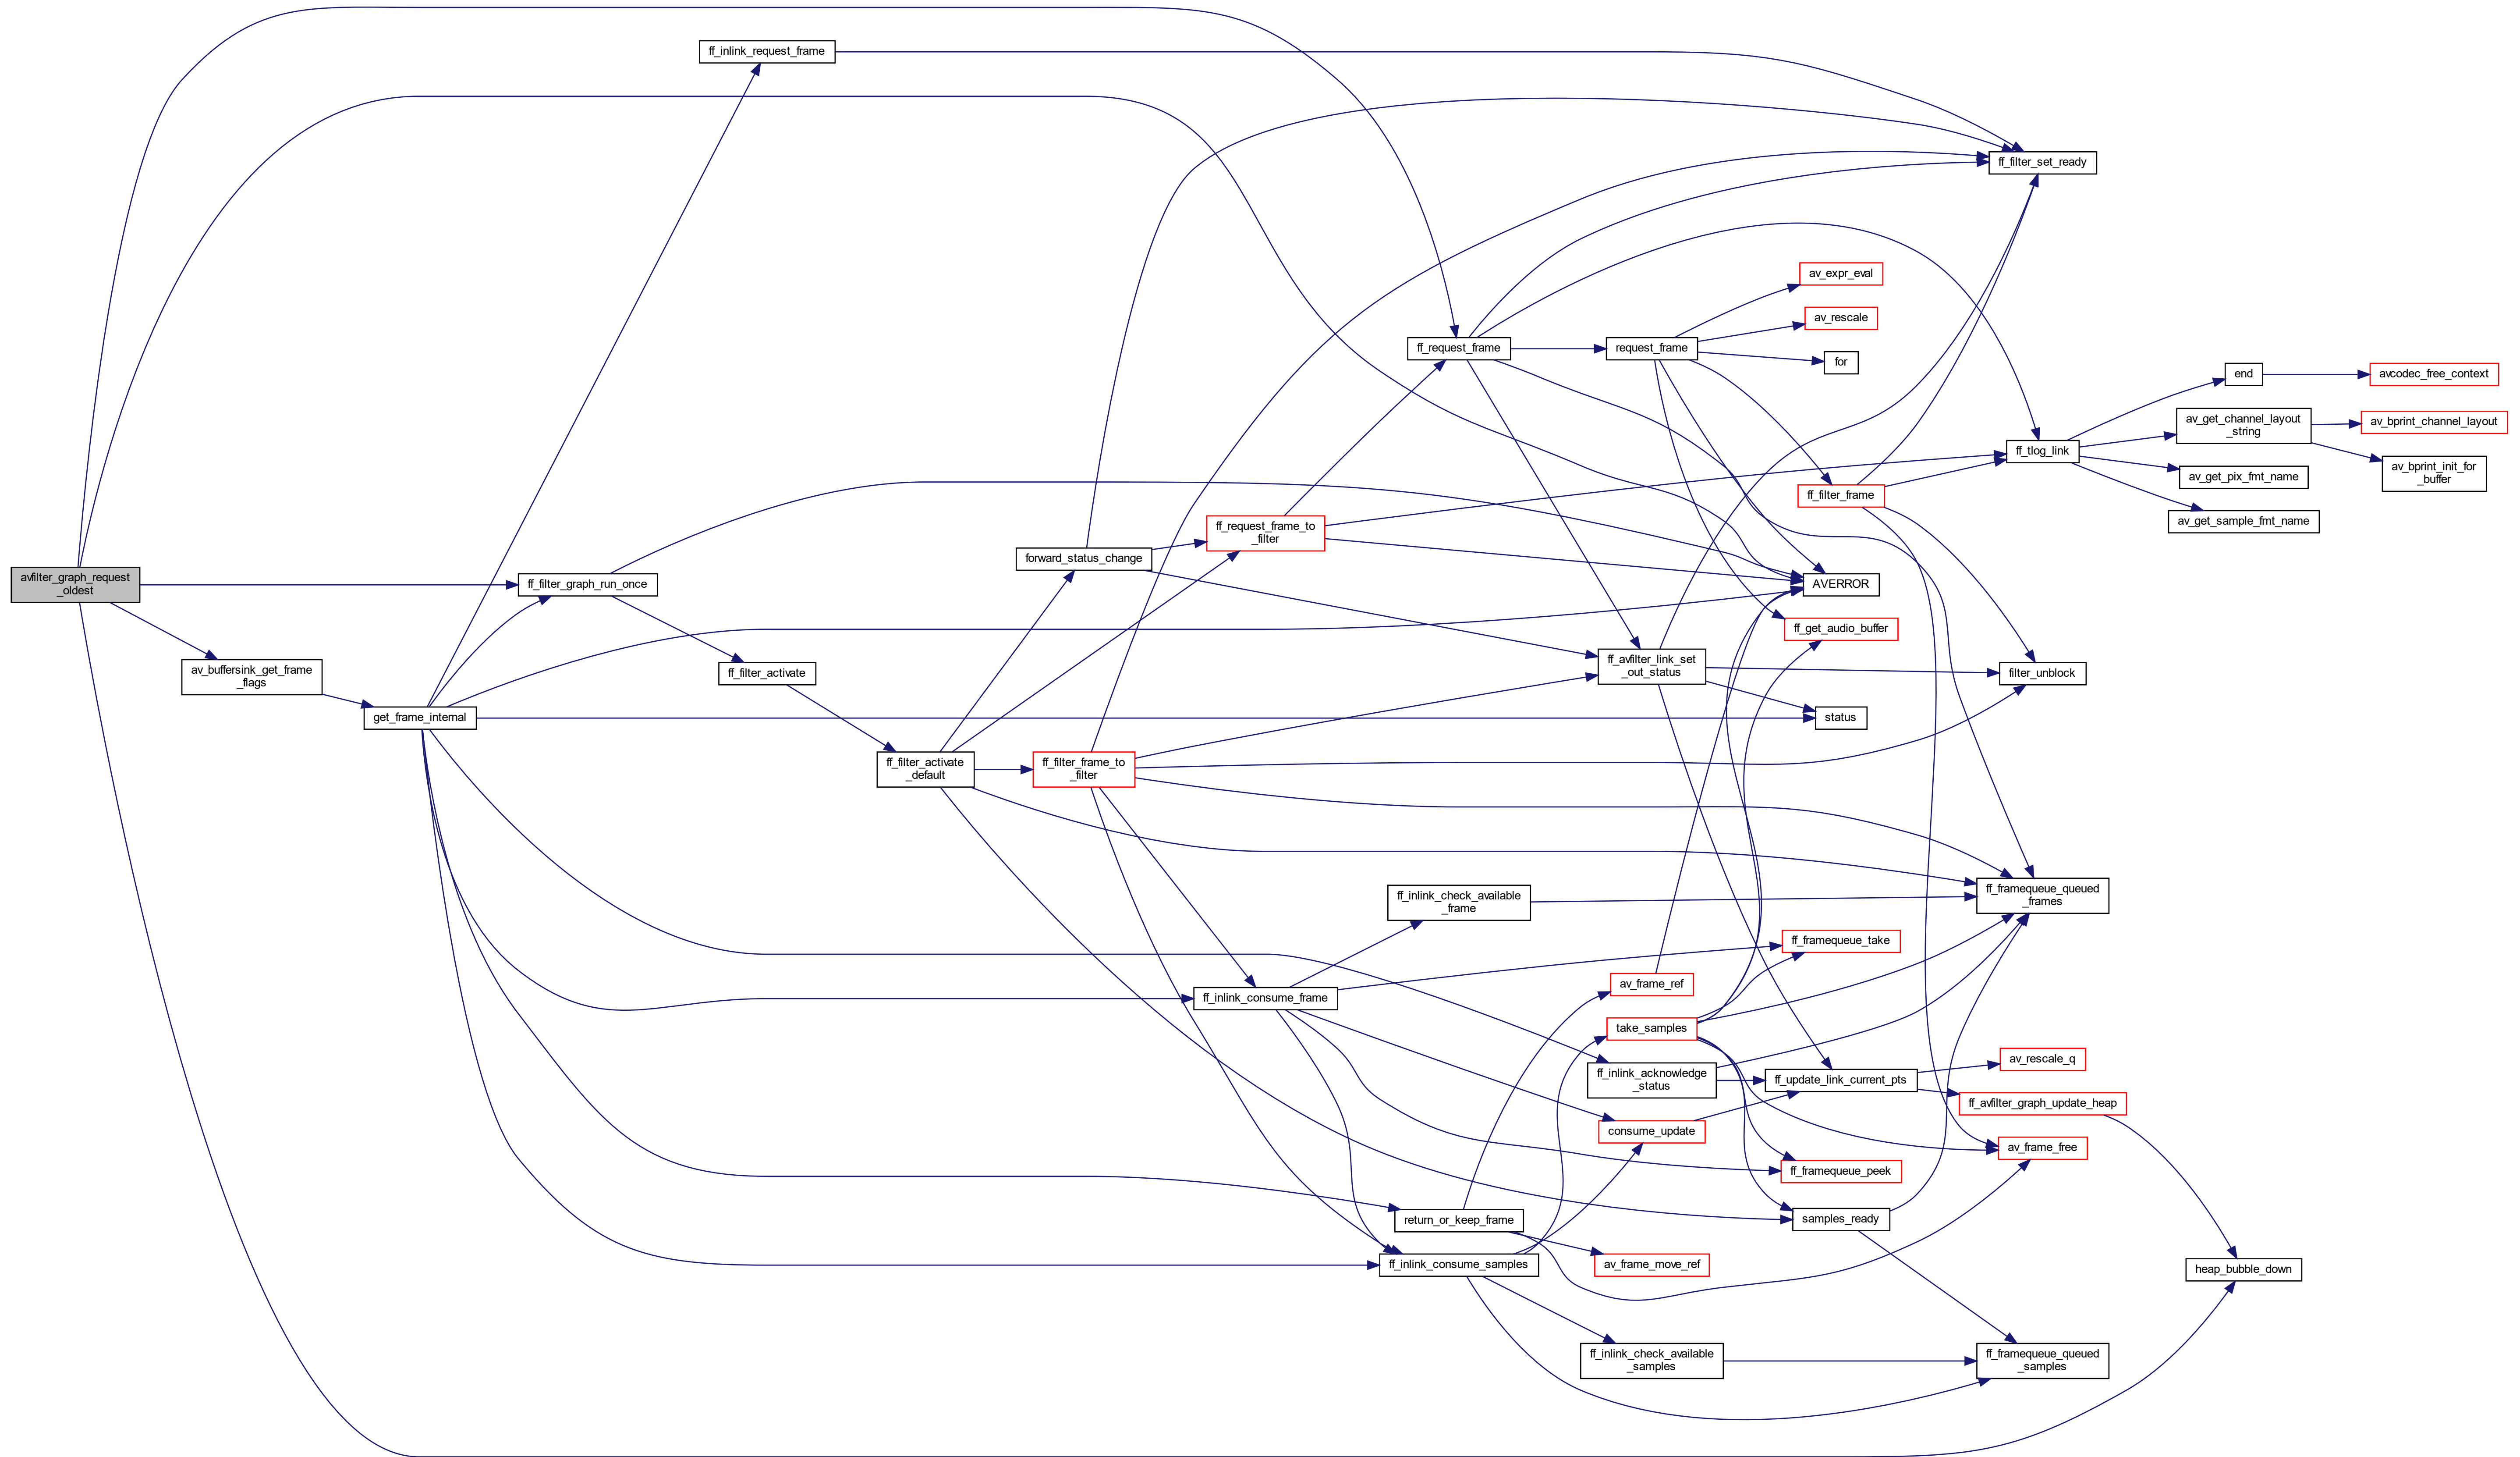 avfilter_graph_request
_oldest
av_buffersink_get_frame
_flags
get_frame_internal
ff_filter_graph_run_once
ff_inlink_request_frame
ff_filter_activate
ff_filter_activate
_default
forward_status_change
ff_filter_frame_to
_filter
ff_request_frame_to
_filter
ff_inlink_consume_frame
ff_request_frame
ff_inlink_check_available
_frame
return_or_keep_frame
ff_inlink_consume_samples
request_frame
ff_avfilter_link_set
_out_status
av_frame_ref
take_samples
ff_inlink_acknowledge
_status
consume_update
av_frame_move_ref
ff_inlink_check_available
_samples
av_expr_eval
av_rescale
for
ff_filter_frame
AVERROR
ff_get_audio_buffer
status
ff_framequeue_take
ff_update_link_current_pts
ff_framequeue_peek
samples_ready
ff_filter_set_ready
ff_tlog_link
filter_unblock
ff_framequeue_queued
_frames
av_rescale_q
ff_avfilter_graph_update_heap
av_frame_free
ff_framequeue_queued
_samples
end
av_get_channel_layout
_string
av_get_pix_fmt_name
av_get_sample_fmt_name
heap_bubble_down
avcodec_free_context
av_bprint_channel_layout
av_bprint_init_for
_buffer